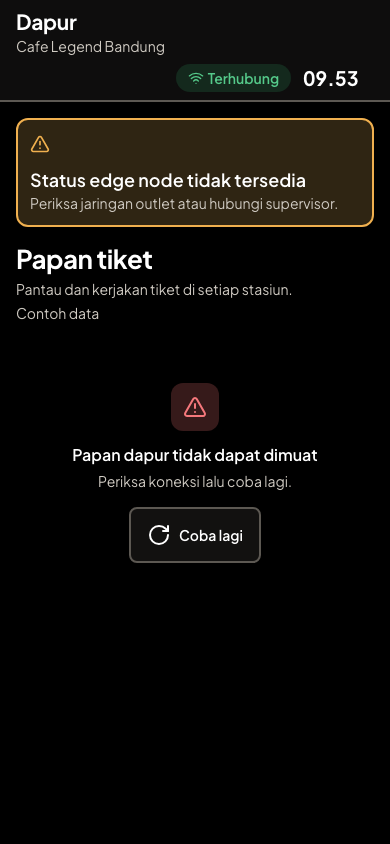 Dapur
Cafe Legend Bandung
Terhubung
09.53
Status edge node tidak tersedia
Periksa jaringan outlet atau hubungi supervisor.
Papan tiket
Pantau dan kerjakan tiket di setiap stasiun.
Contoh data
Papan dapur tidak dapat dimuat
Periksa koneksi lalu coba lagi.
Coba lagi